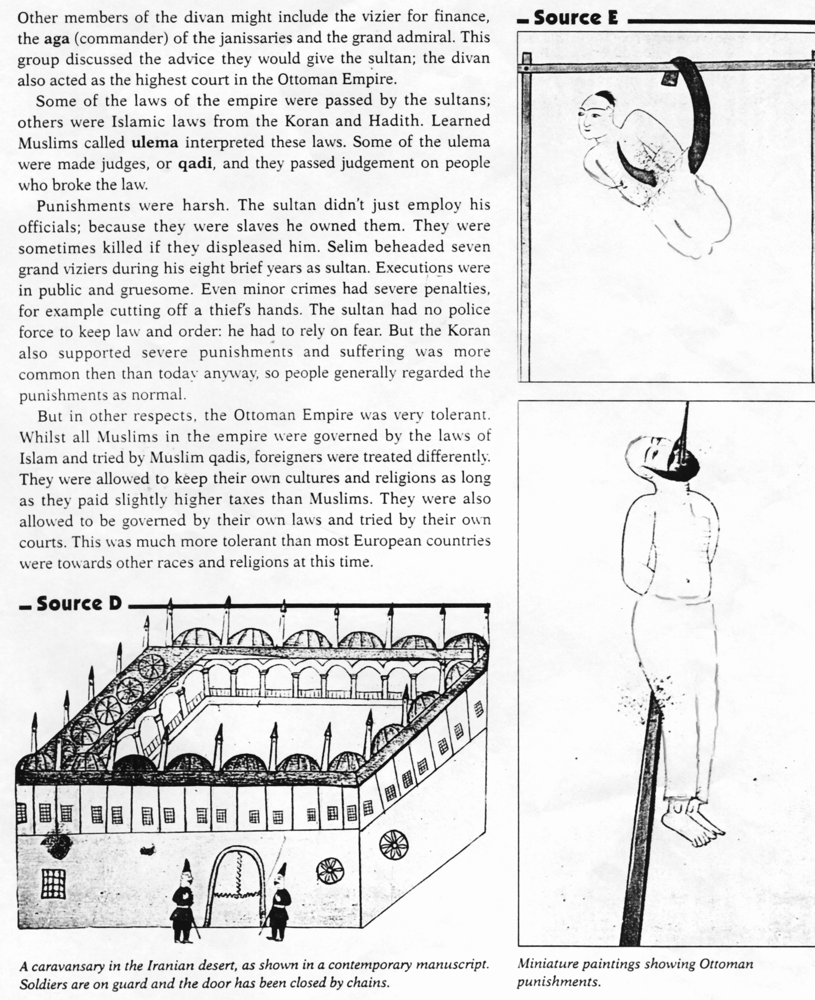 Other members of the divan might include the vizier for finance,
the aga (commander) of the janissaries and the grand admiral. This
group discussed the advice they would give the sultan; the divan
also acted as the highest court in the Ottoman Empire.
Some of the laws of the empire were passed by the sultans;
others were Islamic laws from the Koran and Hadith. Learned
Muslims called ulema interpreted these laws. Some of the ulema
were made judges, or qadi, and they passed judgement on people
who broke the law.
Punishments were harsh. The sultan didn't just employ his
officials; because they were slaves he owned them. They were
sometimes killed if they displeased him. Selim beheaded seven
grand viziers during his eight brief years as sultan. Executions were
in public and gruesome. Even minor crimes had severe penalties,
for example cutting off a thief's hands. The sultan had no police
force to keep law and order: he had to rely on fear. But the Koran
also supported severe punishments and suffering was more
common then than today anyway, so people generally regarded the
punishments as normal.
But in other respects, the Ottoman Empire was very tolerant.
Whilst all Muslims in the empire were governed by the laws of
Islam and tried by Muslim qadis, foreigners were treated differently.
They were allowed to keep their own cultures and religions as long
as they paid slightly higher taxes than Muslims. They were also
allowed to be governed by their own laws and tried by their own
courts. This was much more tolerant than most European countries
were towards other races and religions at this time.
Source D
A caravansary in the Iranian desert, as shown in a contemporary manuscript.
Soldiers are on guard and the door has been closed by chains.
Source E
Miniature paintings showing Ottoman
punishments.